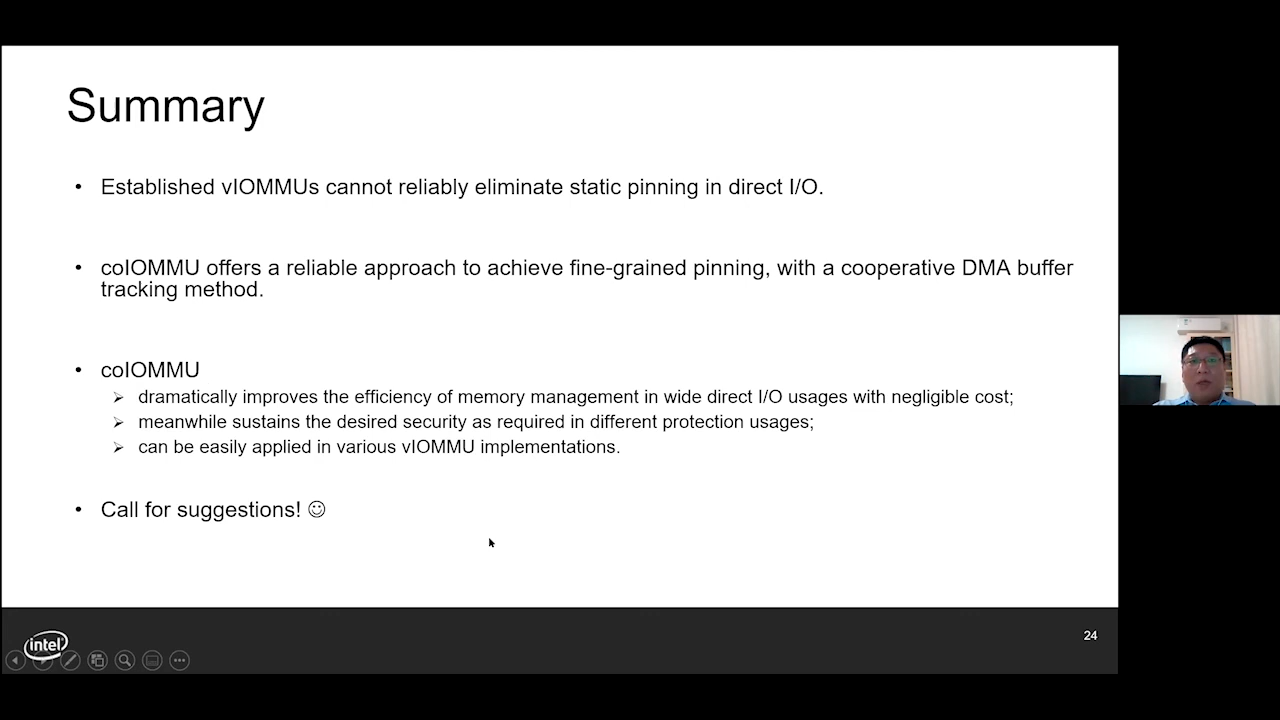 Summary
• Established vIOMMUs cannot reliably eliminate static pinning in direct I/O.
• coIOMMU offers a reliable approach to achieve fine-grained pinning, with a cooperative DMA buffer
tracking method.
• coIOMMU
➢ dramatically improves the efficiency of memory management in wide direct I/O usages with negligible cost;
➢ meanwhile sustains the desired security as required in different protection usages;
➢ can be easily applied in various vIOMMU implementations.
• Call for suggestions! ☺
intel
24